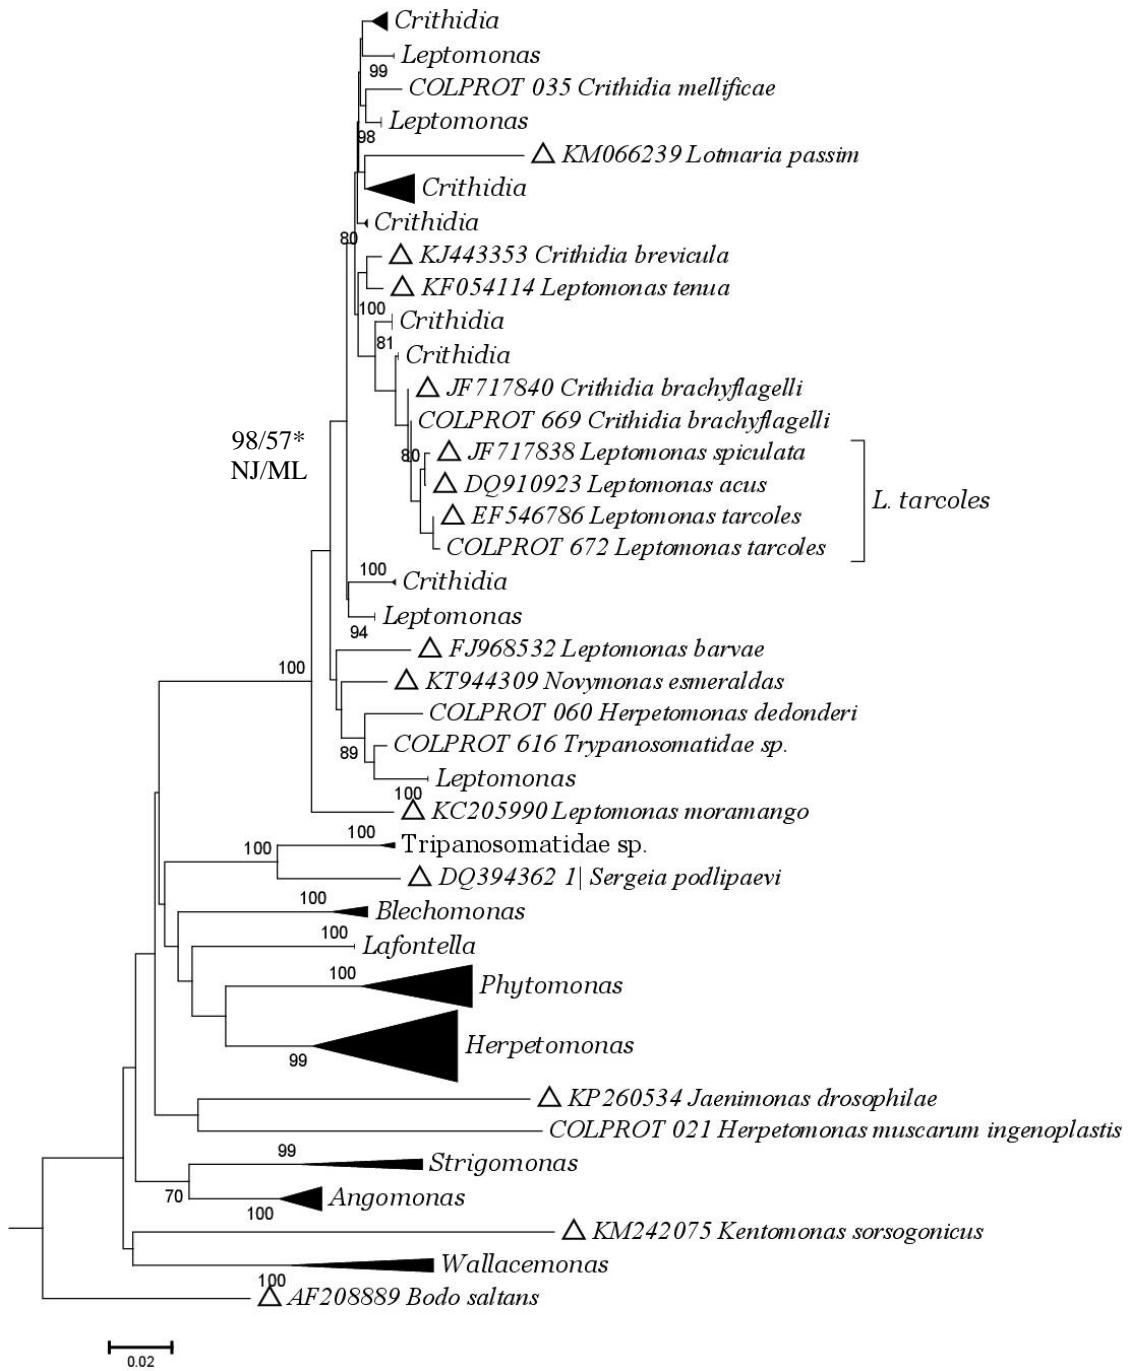 Crithidia
Leptomonas
99
COLPROT 035 Crithidia mellificae
Leptomonas
98
KM066239 Lotmaria passim
Crithidia
Crithidia
80
KJ443353 Crithidia brevicula
KF054114 Leptomonas tenua
100
Crithidia
81
Crithidia
JF717840 Crithidia brachyflagelli
COLPROT 669 Crithidia brachyflagelli
98/57*
NJ/ML
80
JF717838 Leptomonas spiculata
DQ910923 Leptomonas acus
L. tarcoles
EF546786 Leptomonas tarcoles
COLPROT 672 Leptomonas tarcoles
100
Crithidia
Leptomonas
94
FJ968532 Leptomonas barvae
100
KT944309 Novymonas esmeraldas
COLPROT 060 Herpetomonas dedonderi
COLPROT 616 Trypanosomatidae sp.
89
Leptomonas
100
KC205990 Leptomonas moramango
100
Tripanosomatidae sp.
100
DQ394362 1| Sergeia podlipaevi
100
Blechomonas
100
Lafontella
100
Phytomonas
Herpetomonas
99
KP260534 Jaenimonas drosophilae
COLPROT 021 Herpetomonas muscarum ingenoplastis
99
Strigomonas
70
Angomonas
100
KM242075 Kentomonas sorsogonicus
Wallacemonas
100
AF208889 Bodo saltans
0.02